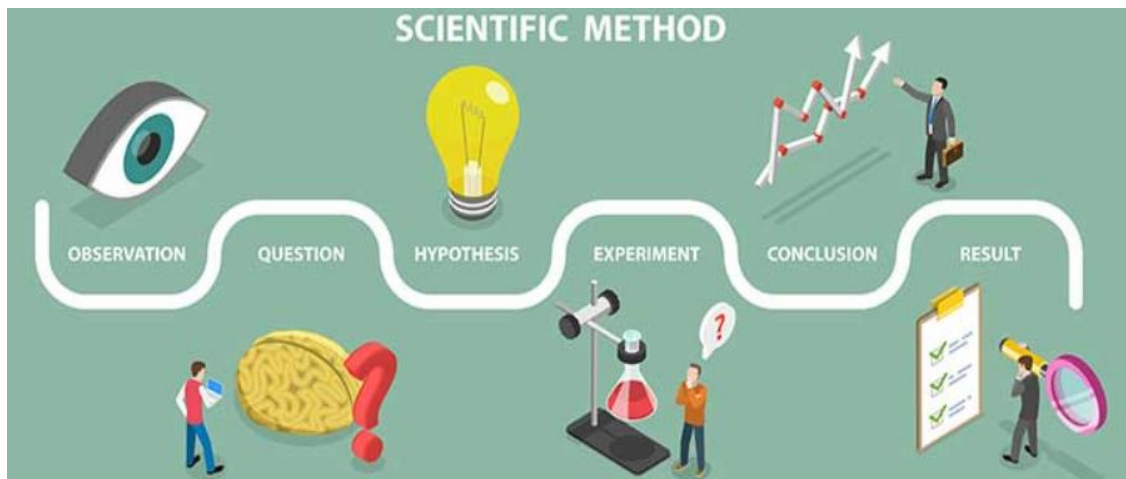 SCIENTIFIC METHOD
OBSERVATION
QUESTION
HYPOTHESIS
EXPERIMENT
CONCLUSION
RESULT
?